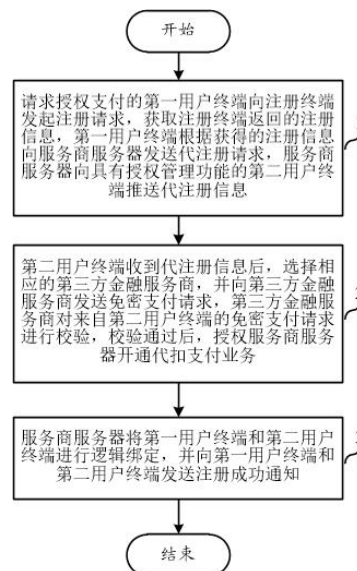 开始
请求授权支付的第一用户终端向注册终端
发起注册请求，获取注册终端返回的注册
信息，第一用户终端根据获得的注册信息
向服务商服务器发送代注册请求，服务商
服务器向具有授权管理功能的第二用户终
端推送代注册信息
第二用户终端收到代注册信息后，选择相
应的第三方金融服务商，并向第三方金融
服务商发送免密支付请求，第三方金融服
务商对来自第二用户终端的免密支付请求
进行校验，校验通过后，授权服务商服务
器开通代扣支付业务
服务商服务器将第一用户终端和第二用户
终端进行逻辑绑定，并向第一用户终端和
第二用户终端发送注册成功通知
结束